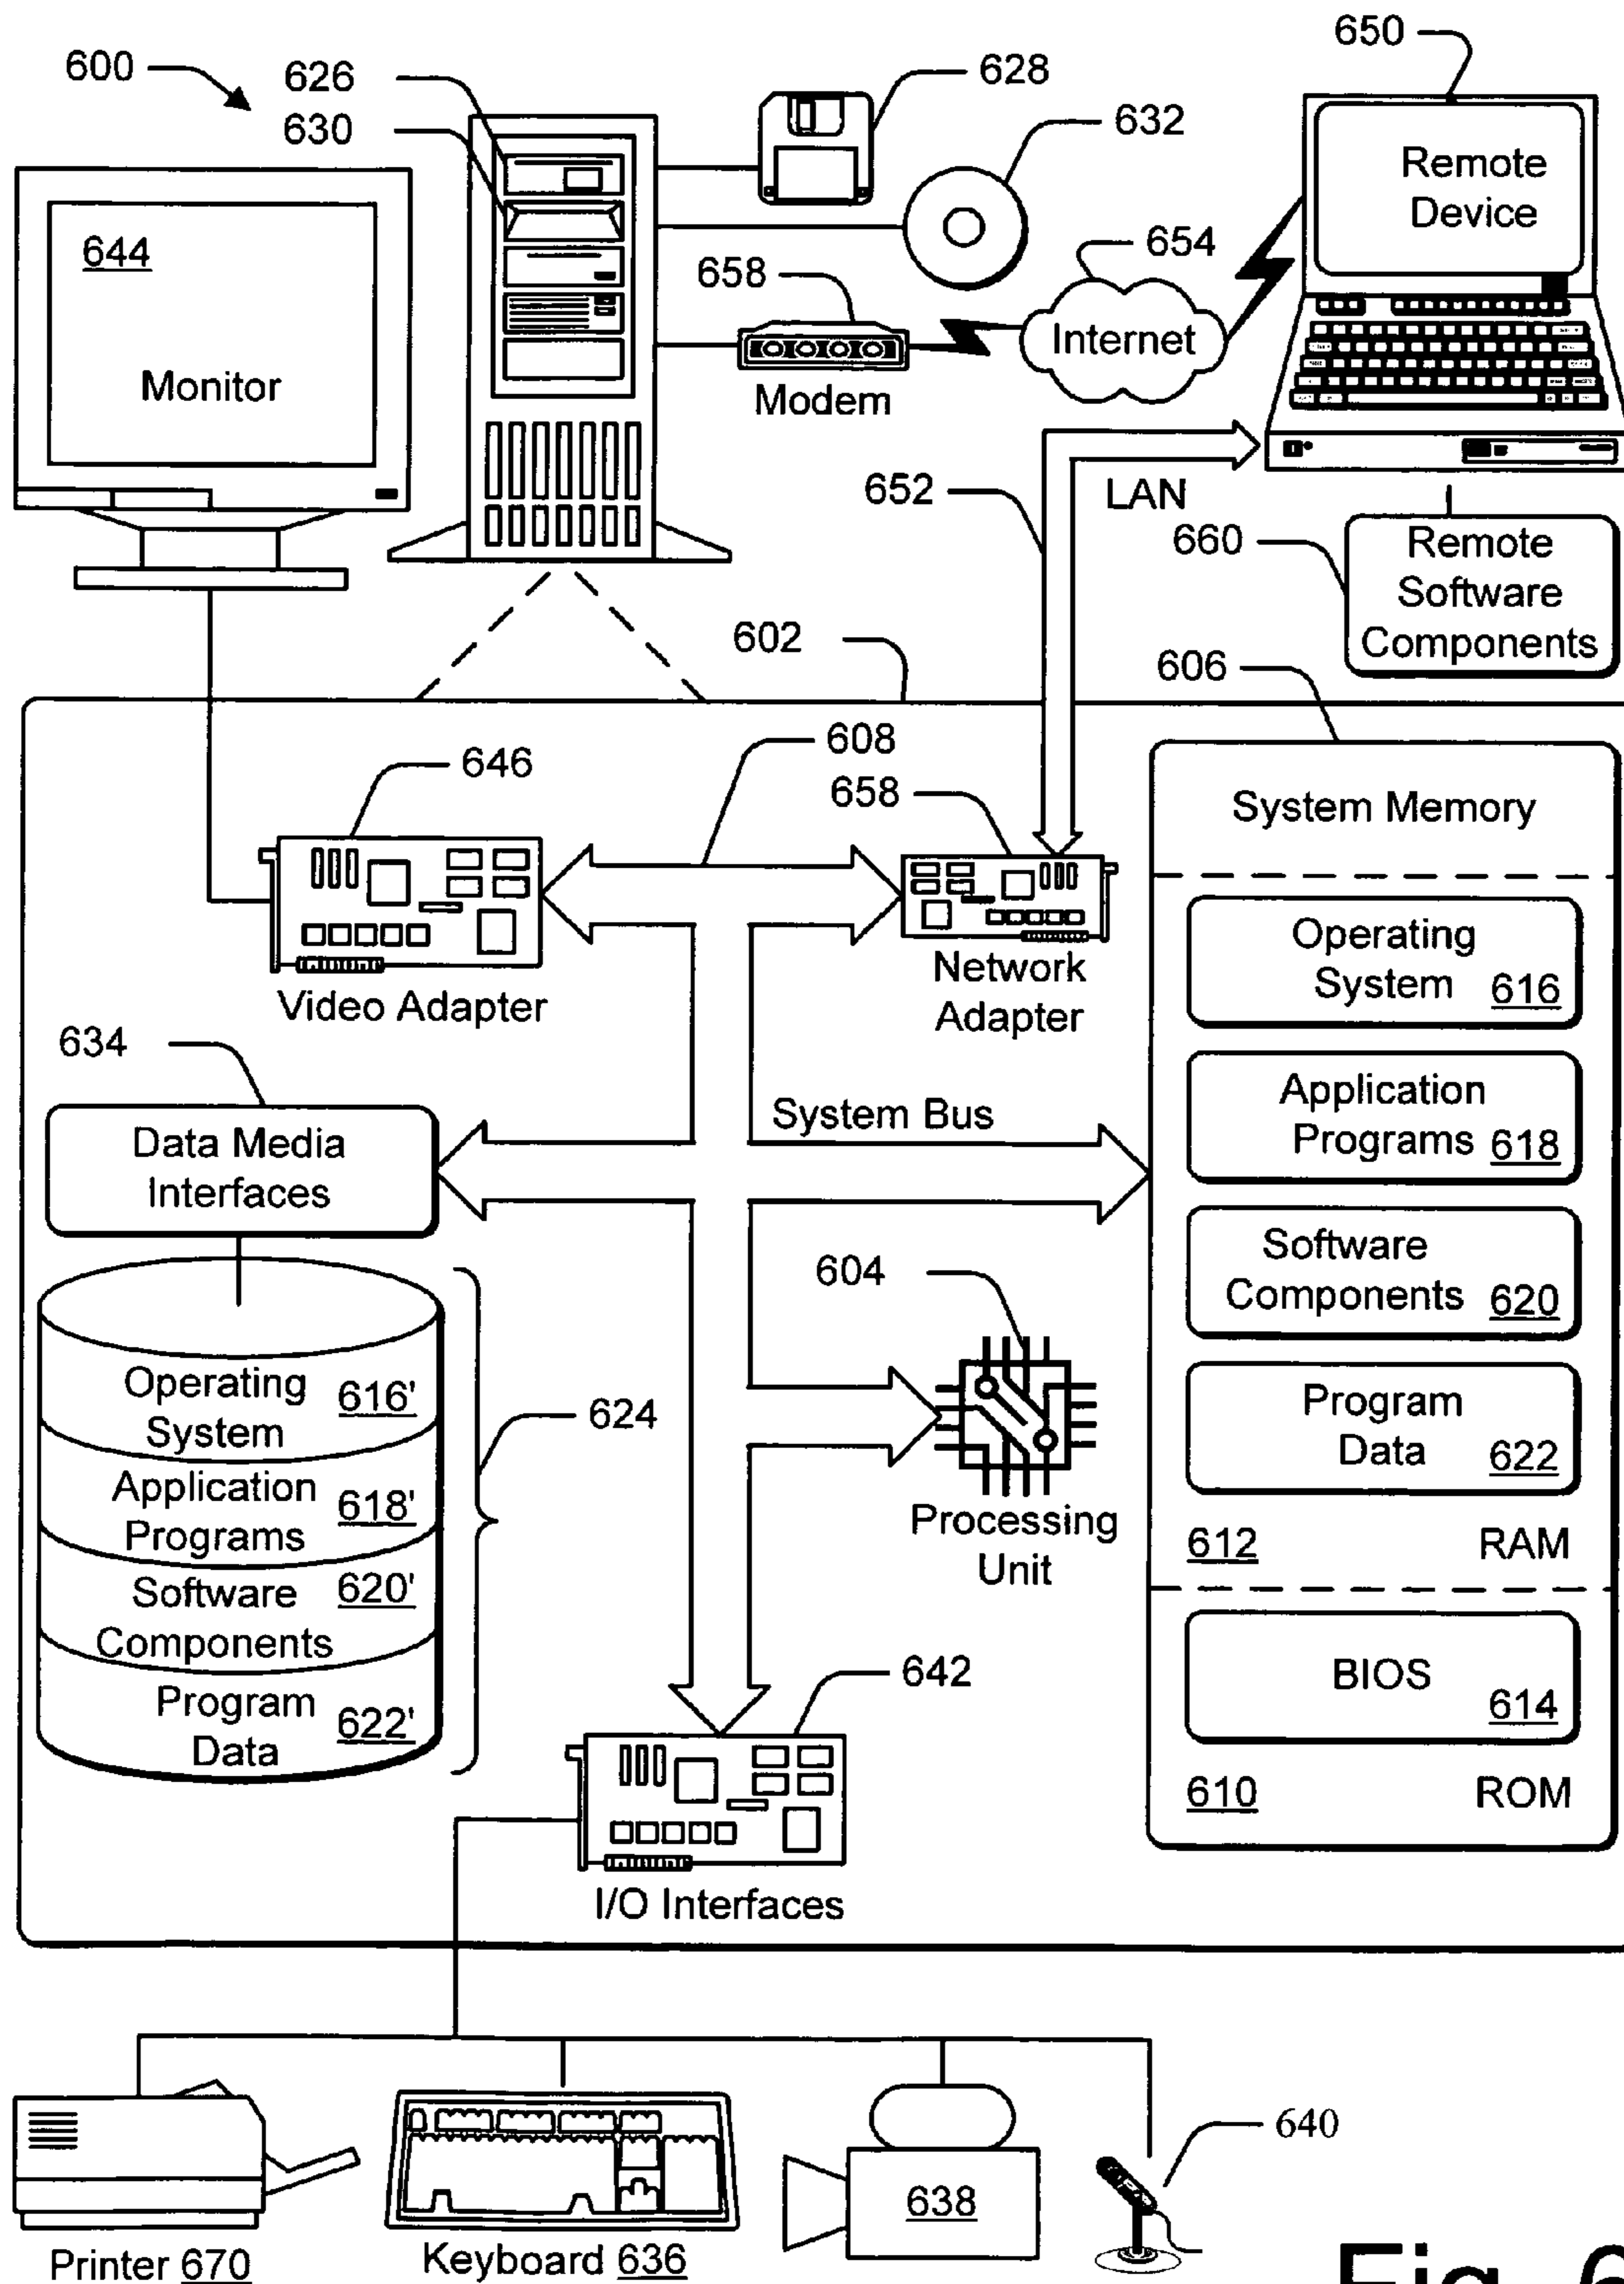 600
626
630
628
632
650
Remote
Device
644
Monitor
658
Modem
654
Internet
652
LAN
660
Remote
Software
Components
602
606
608
646
658
Video Adapter
Network
Adapter
System Memory
Operating
System 616
Application
Programs 618
Software
Components 620
Program
Data 622
612 RAM
BIOS
614
610 ROM
634
Data Media
Interfaces
System Bus
604
Processing
Unit
Operating
System 616'
Application
Programs 618'
Software
Components 620'
Program
Data 622'
624
642
I/O Interfaces
640
638
Printer 670
Keyboard 636
Fig. 6